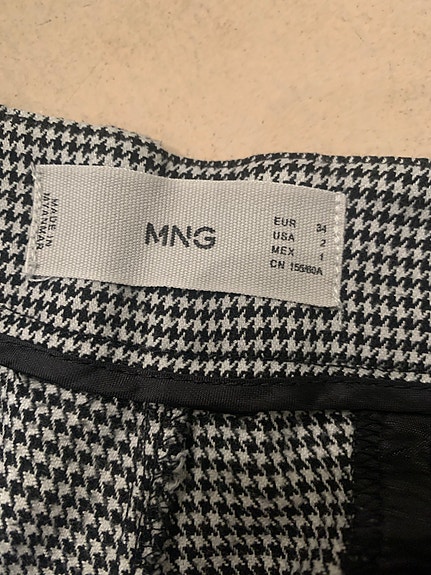 MADE IN
MYANMAR
MNG
EUR 34
USA 2
MEX 1
CN 155/60A